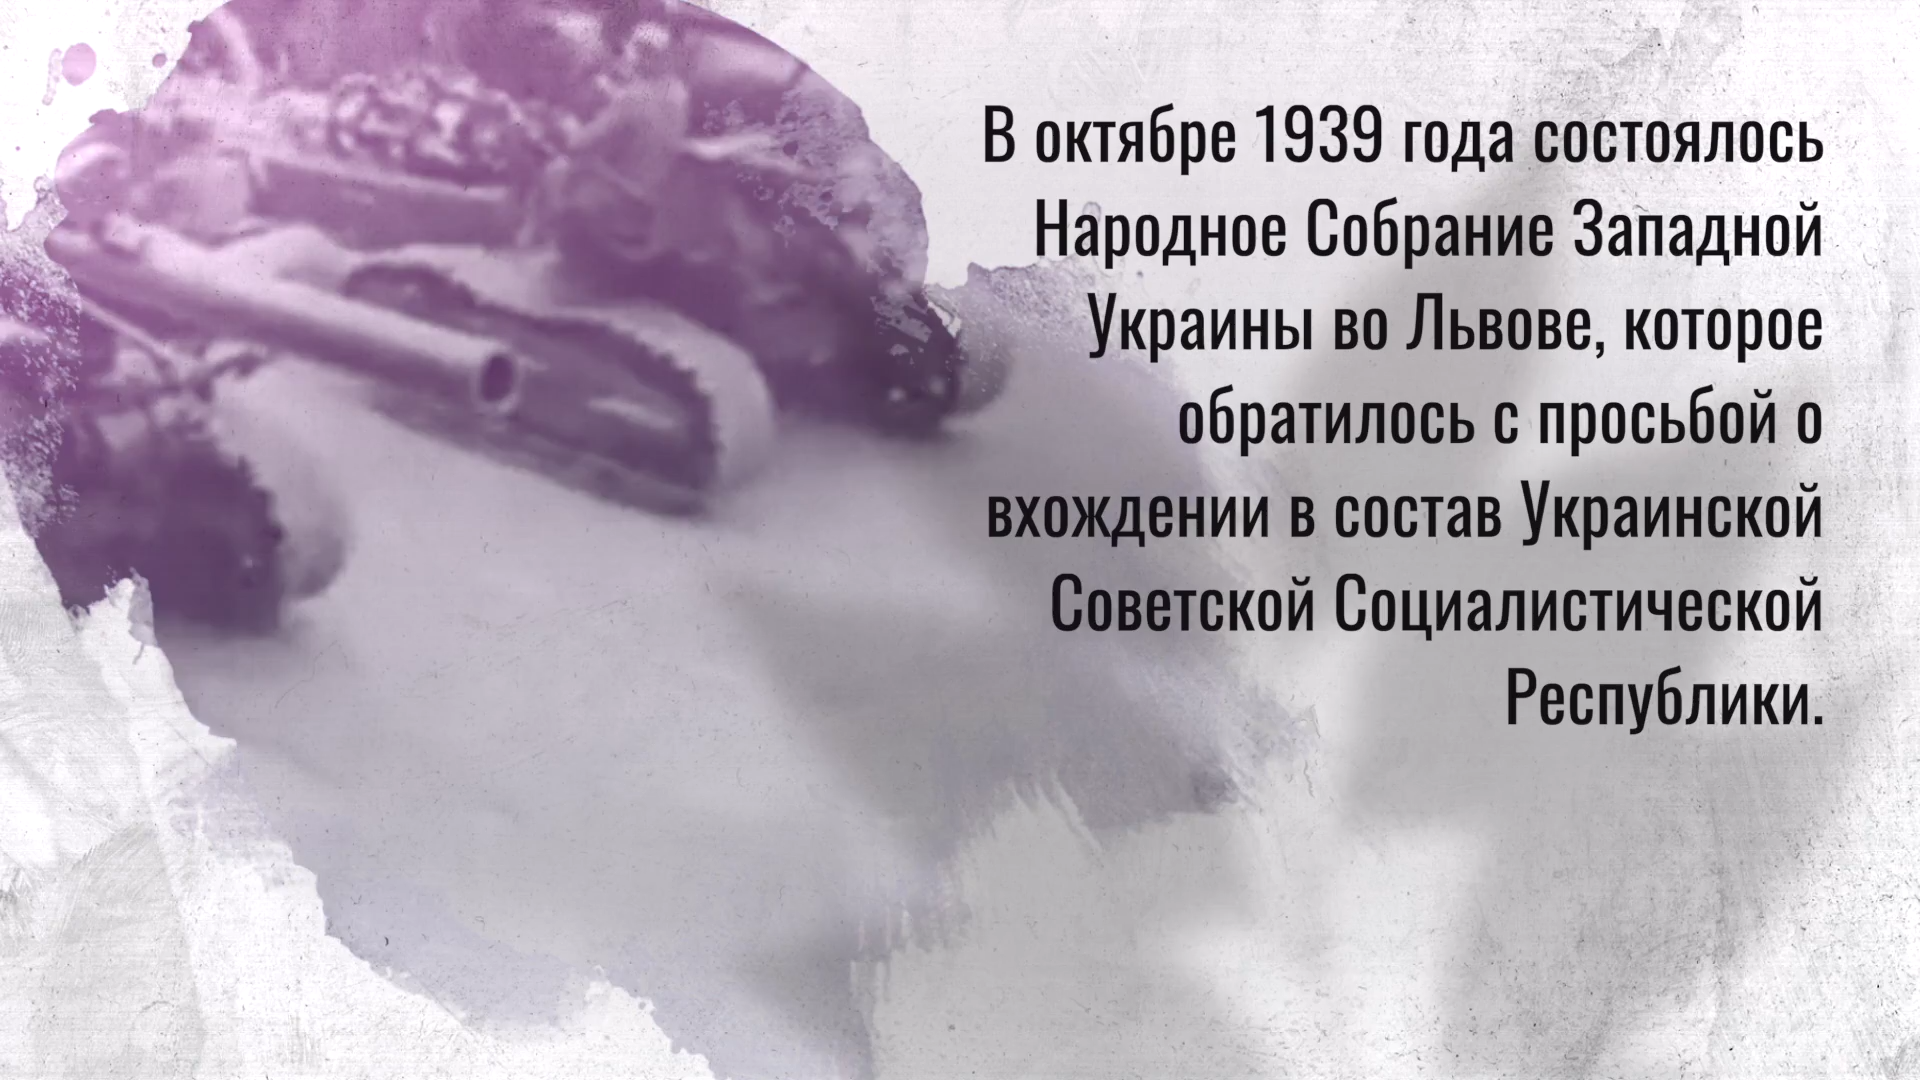 В октябре 1939 года состоялось
Народное Собрание Западной
Украины во Львове, которое
обратилось с просьбой о
вхождении в состав Украинской
Советской Социалистической
Республики.